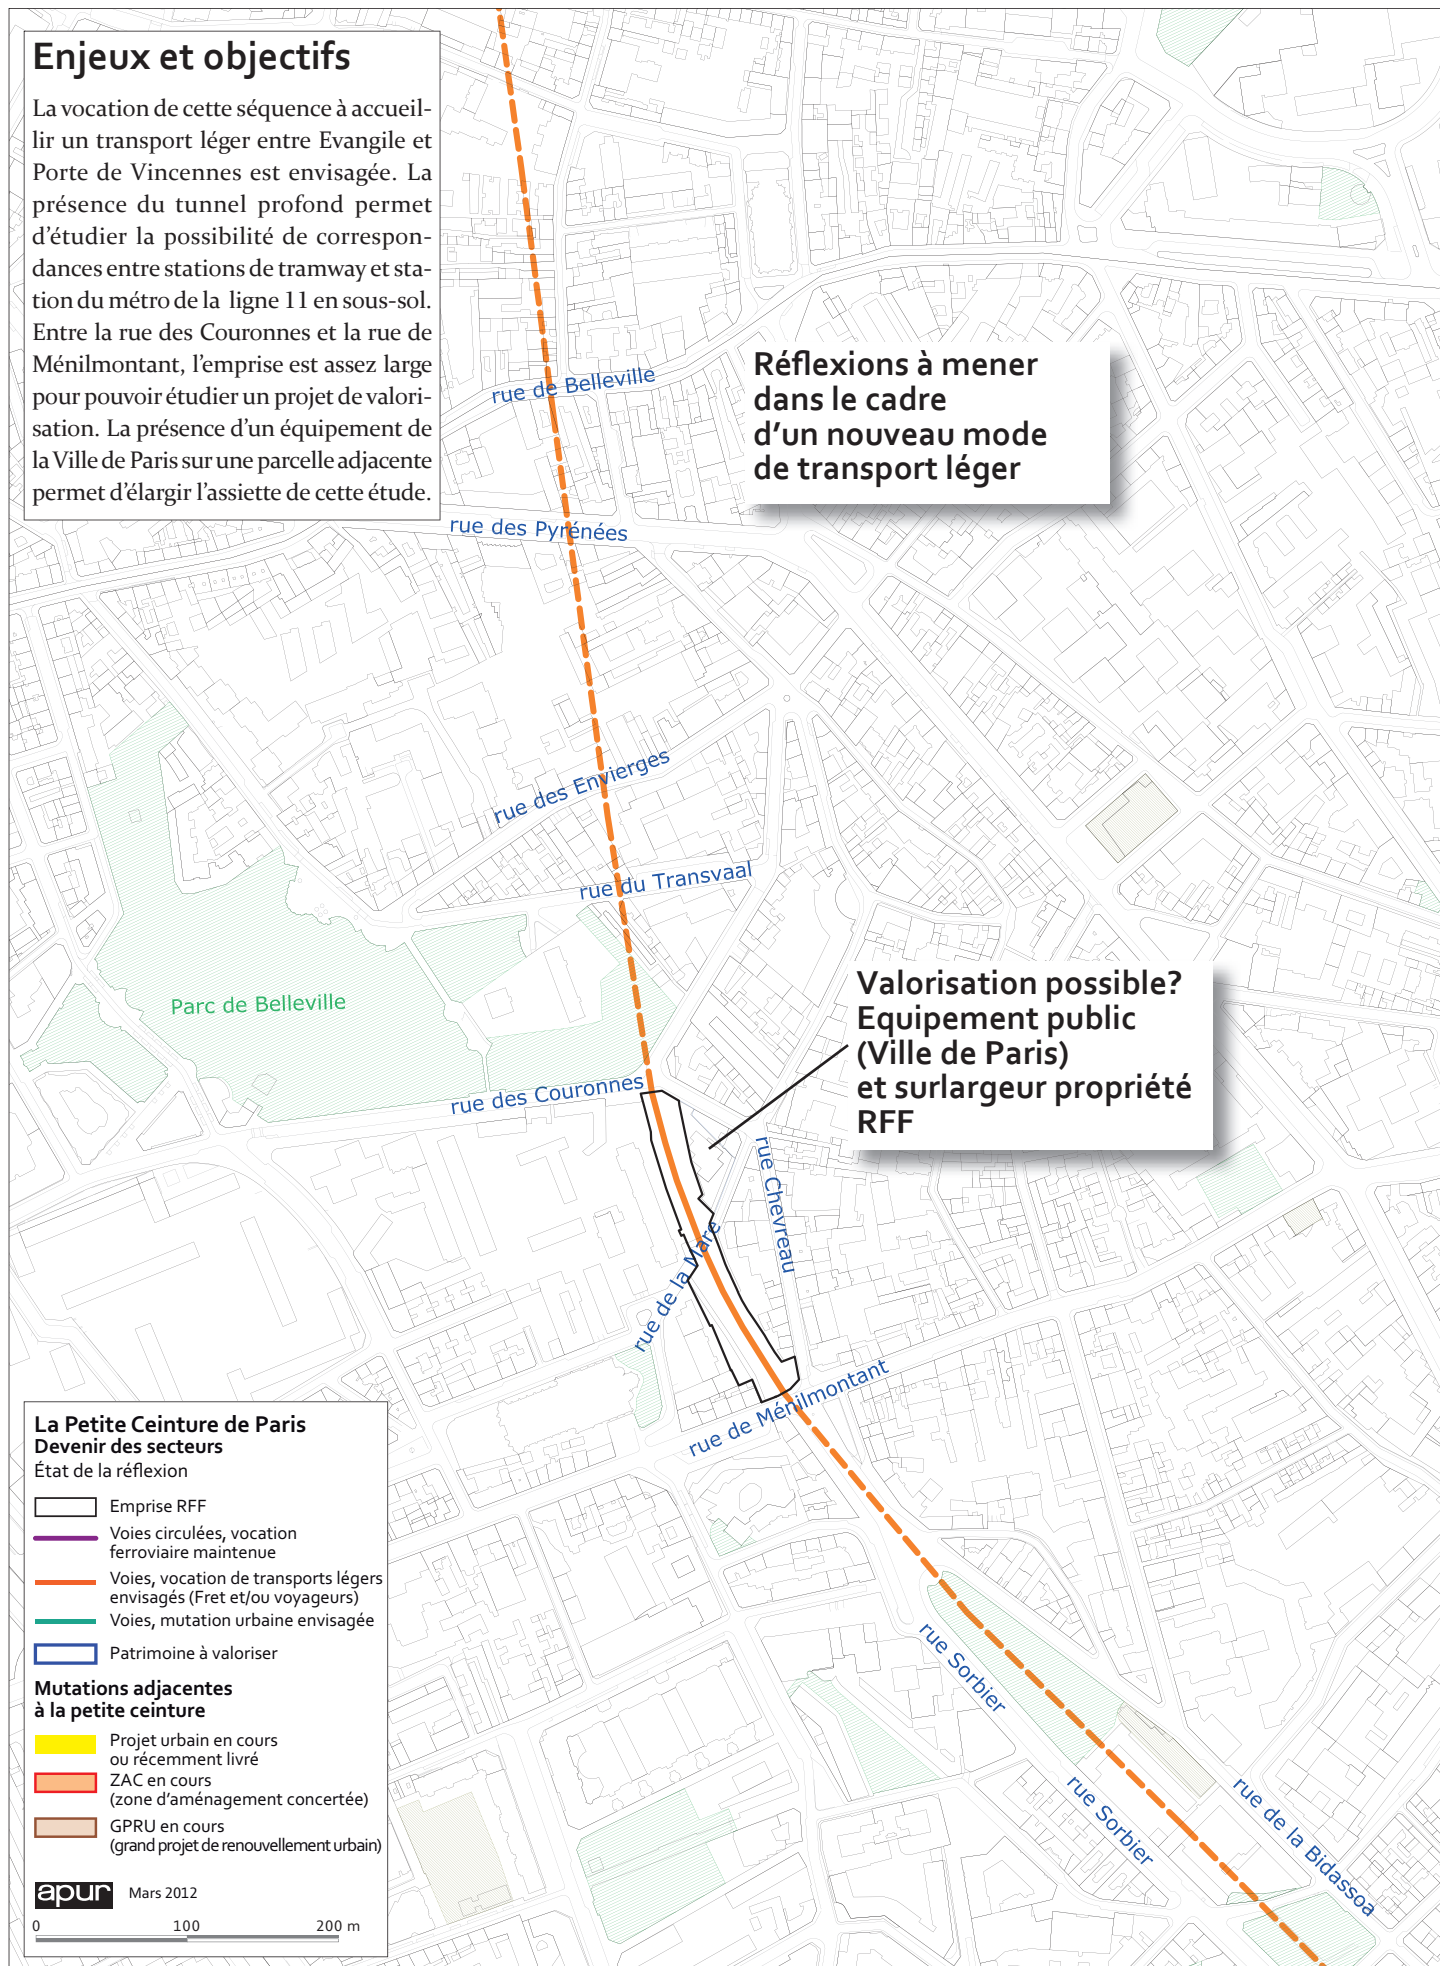 Enjeux et objectifs
La vocation de cette séquence à accueil-
lir un transport léger entre Evangile et
Porte de Vincennes est envisagée. La
présence du tunnel profond permet
d'étudier la possibilité de correspon-
dances entre stations de tramway et sta-
tion du métro de la ligne 11 en sous-sol.
Entre la rue des Couronnes et la rue de
Ménilmontant, l'emprise est assez large
pour pouvoir étudier un projet de valori-
sation. La présence d'un équipement de
la Ville de Paris sur une parcelle adjacente
permet d'élargir l'assiette de cette étude.
rue de Belleville
Réflexions à mener
dans le cadre
d'un nouveau mode
de transport léger
rue des Pyrénées
rue des Envierges
rue du Transvaal
Parc de Belleville
Valorisation possible?
Equipement public
(Ville de Paris)
et surlargeur propriété
RFF
rue des Couronnes
rue Chevreau
rue de la Mare
rue de Ménilmontant
rue Sorbier
rue Sorbier
rue de la Bidassoa
La Petite Ceinture de Paris
Devenir des secteurs
État de la réflexion
Emprise RFF
Voies circulées, vocation
ferroviaire maintenue
Voies, vocation de transports légers
envisagés (Fret et/ou voyageurs)
Voies, mutation urbaine envisagée
Patrimoine à valoriser
Mutations adjacentes
à la petite ceinture
Projet urbain en cours
ou récemment livré
ZAC en cours
(zone d'aménagement concertée)
GPRU en cours
(grand projet de renouvellement urbain)
apur Mars 2012
0 100 200 m